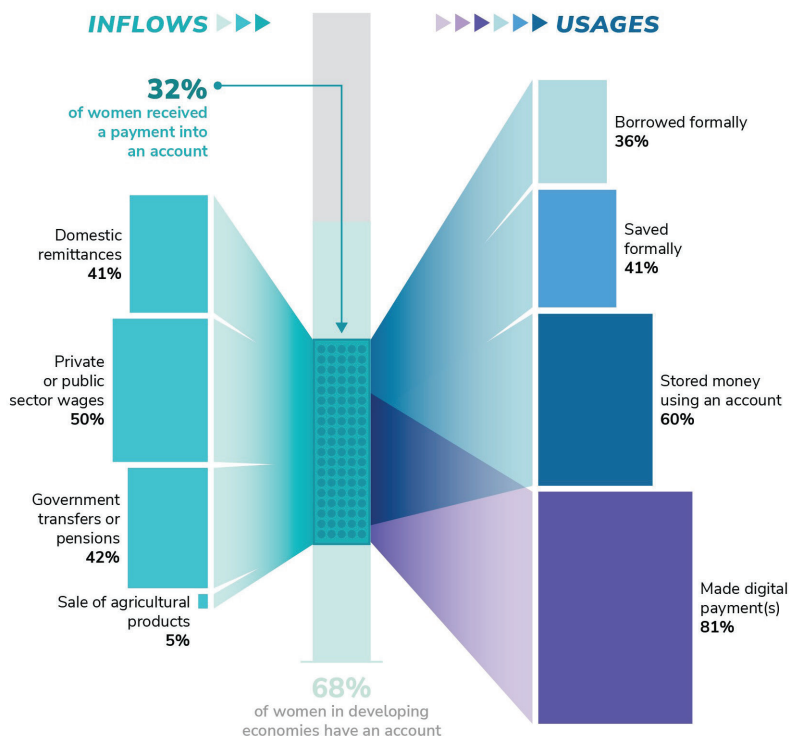 INFLOWS
USAGES
32%
of women received
a payment into
an account
Domestic
remittances
41%
Private
or public
sector wages
50%
Government
transfers or
pensions
42%
Sale of agricultural
products
5%
Borrowed formally
36%
Saved
formally
41%
Stored money
using an account
60%
Made digital
payment(s)
81%
68%
of women in developing
economies have an account